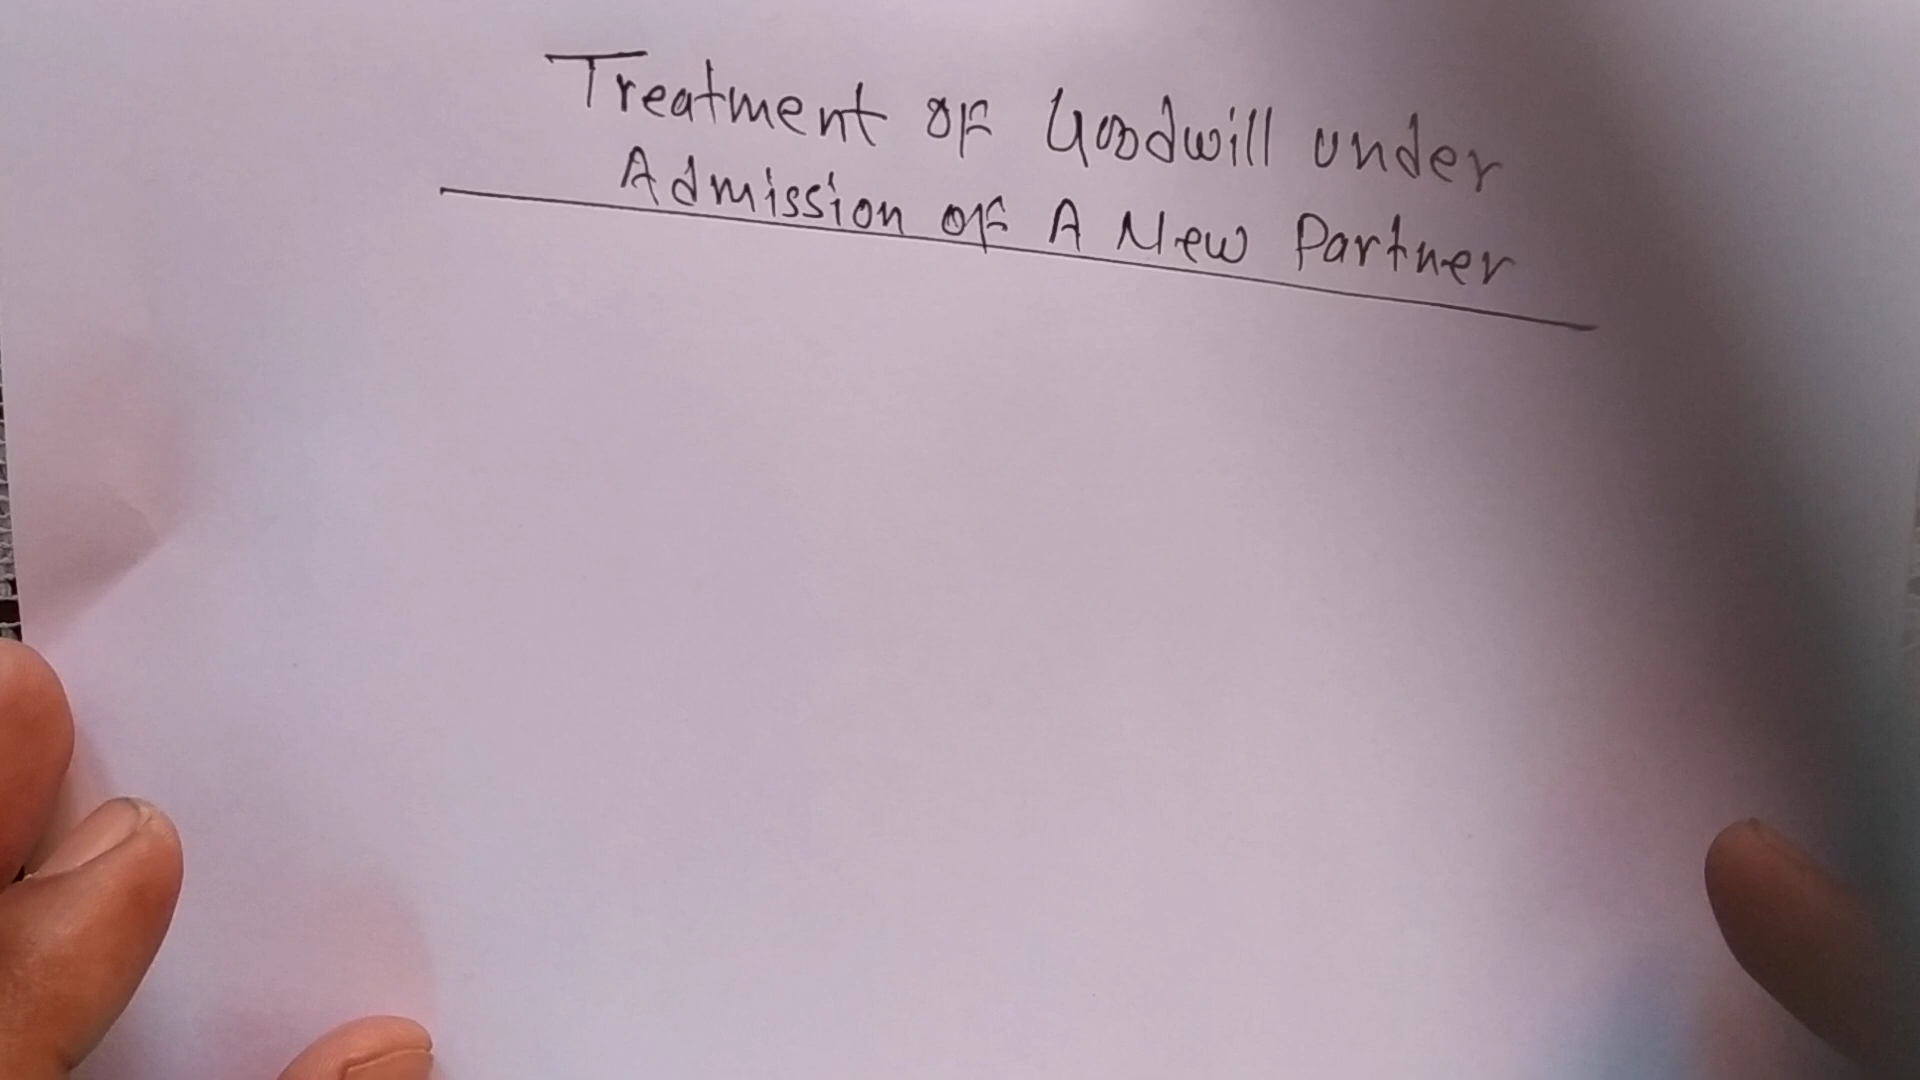 Treatment OF Goodwill under
Admission OF A New Partner